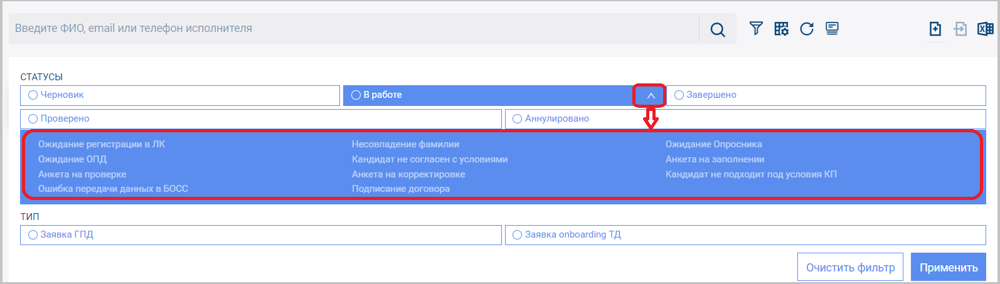 Введите ФИО, email или телефон исполнителя
СТАТУСЫ
Черновик
В работе
Завершено
Проверено
Аннулировано
Ожидание регистрации в ЛК
Несовпадение фамилии
Ожидание Опросника
Ожидание ОПД
Кандидат не согласен с условиями
Анкета на заполнении
Анкета на проверке
Анкета на корректировке
Кандидат не подходит под условия КП
Ошибка передачи данных в БОСС
Подписание договора
ТИП
Заявка ГПД
Заявка onboarding ТД
Очистить фильтр
Применить